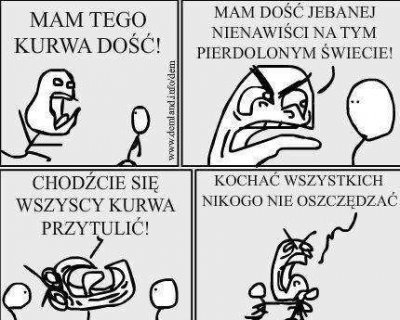 MAM TEGO
KURWA DOŚĆ!
www.demland.info/dem
MAM DOŚĆ JEBANEJ
NIENAWIŚCI NA TYM
PIERDOLONYM ŚWIECIE!
CHODŹCIE SIĘ
WSZYSCY KURWA
PRZYTULIĆ!
KOCHAĆ WSZYSTKICH
NIKOGO NIE OSZCZĘDZAĆ